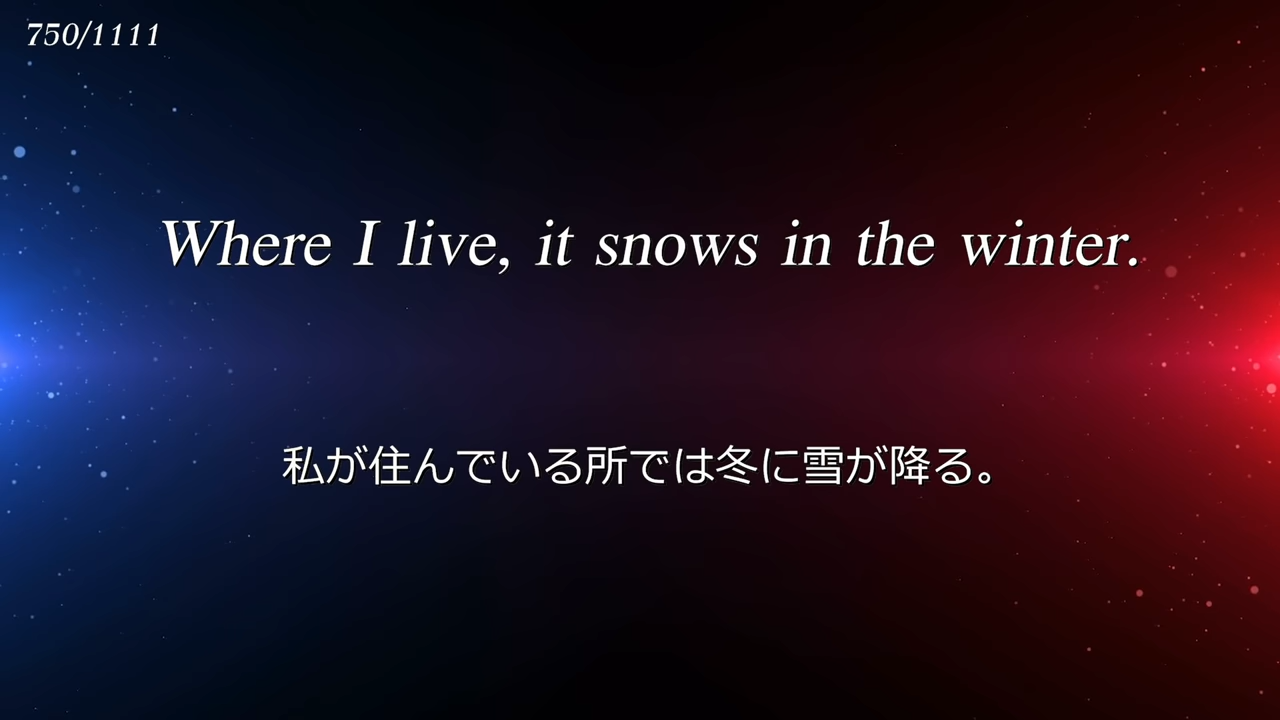 750/1111
Where I live, it snows in the winter.
私が住んでいる所では冬に雪が降る。